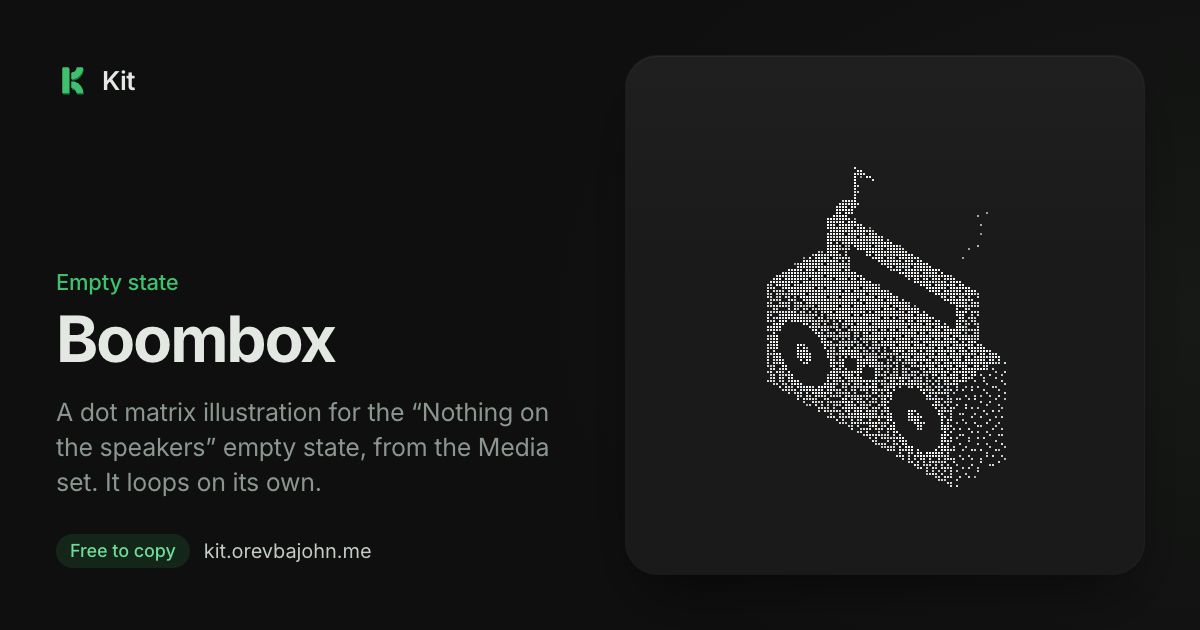 Kit
Empty state
Boombox
A dot matrix illustration for the “Nothing on
the speakers” empty state, from the Media
set. It loops on its own.
Free to copy
kit.orevbajohn.me